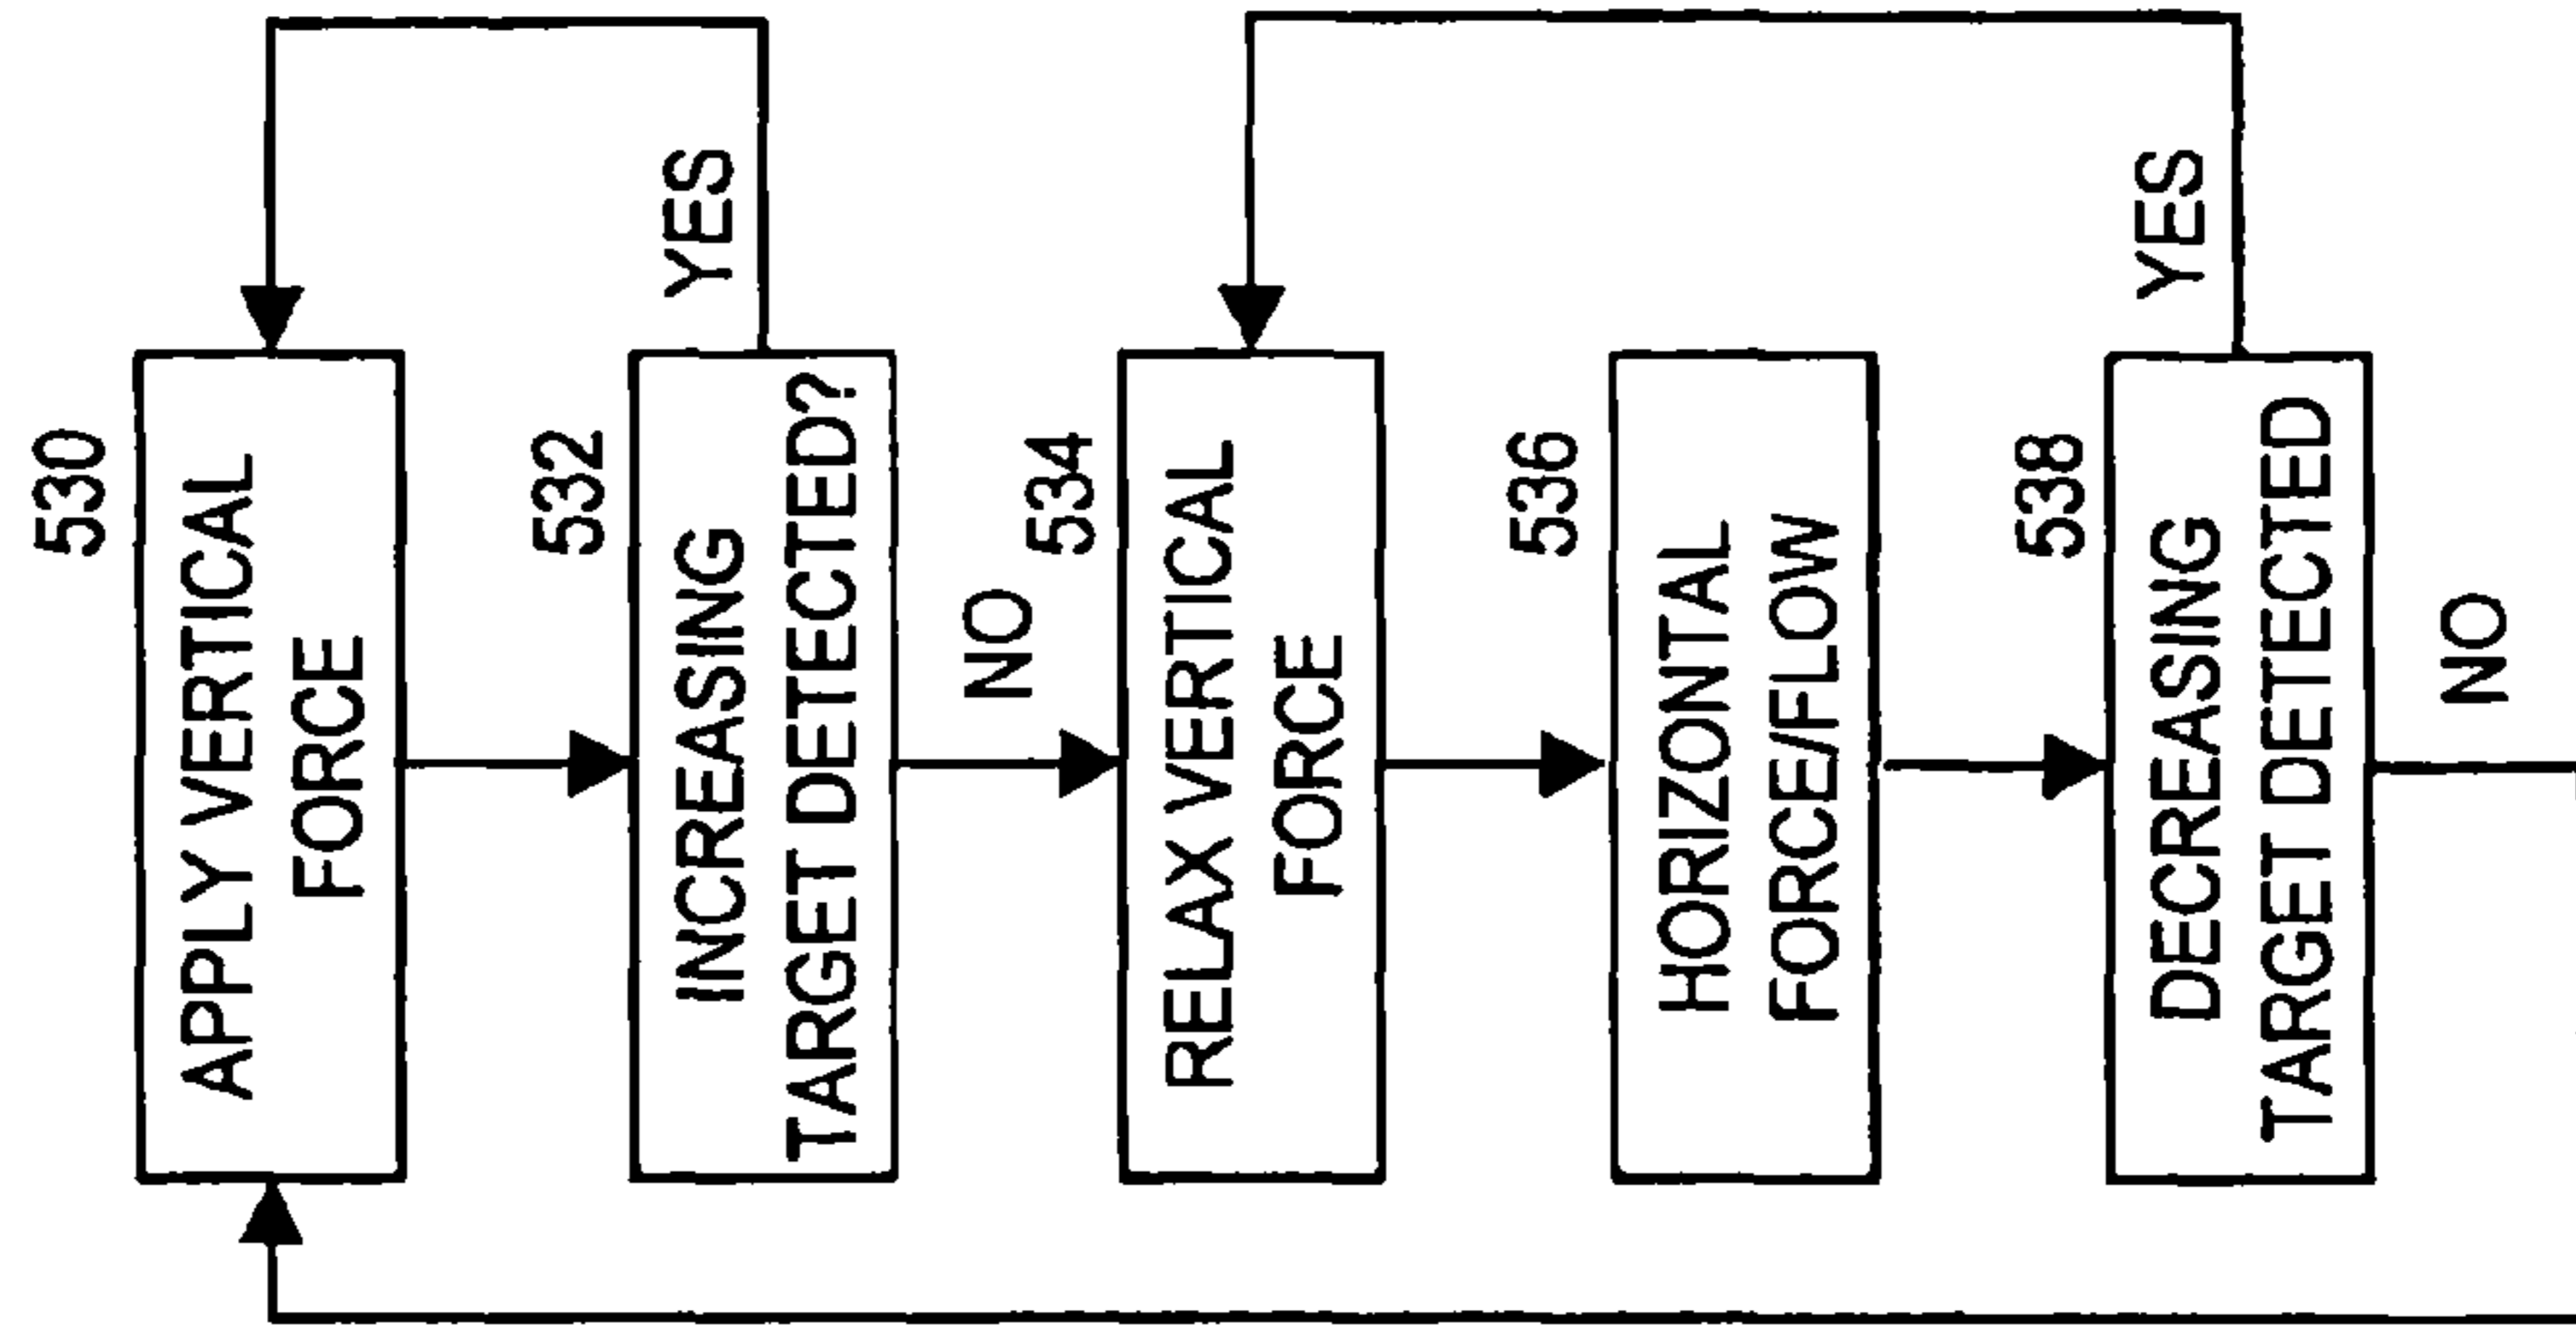 530
APPLY VERTICAL
FORCE
532
INCREASING
TARGET DETECTED?
YES
NO
534
RELAX VERTICAL
FORCE
536
HORIZONTAL
FORCE/FLOW
538
DECREASING
TARGET DETECTED
YES
NO